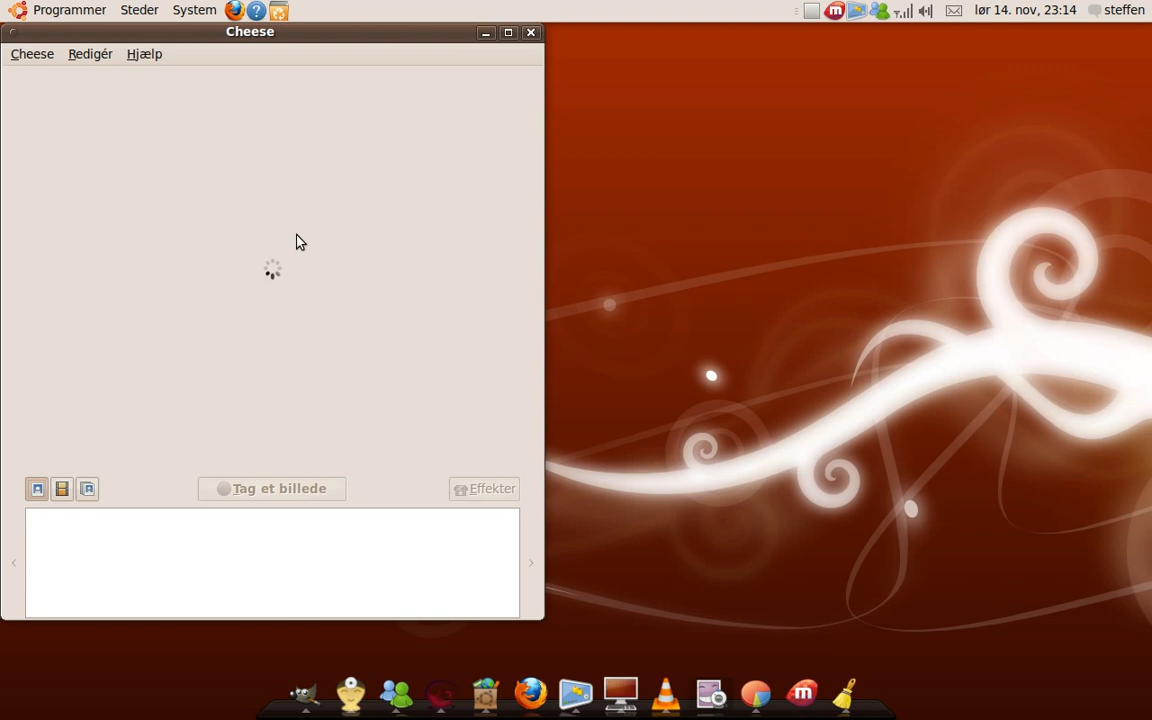 Programmer Steder System lør 14. nov, 23:14 steffen
Cheese
Cheese Redigér Hjælp
Tag et billede Effekter